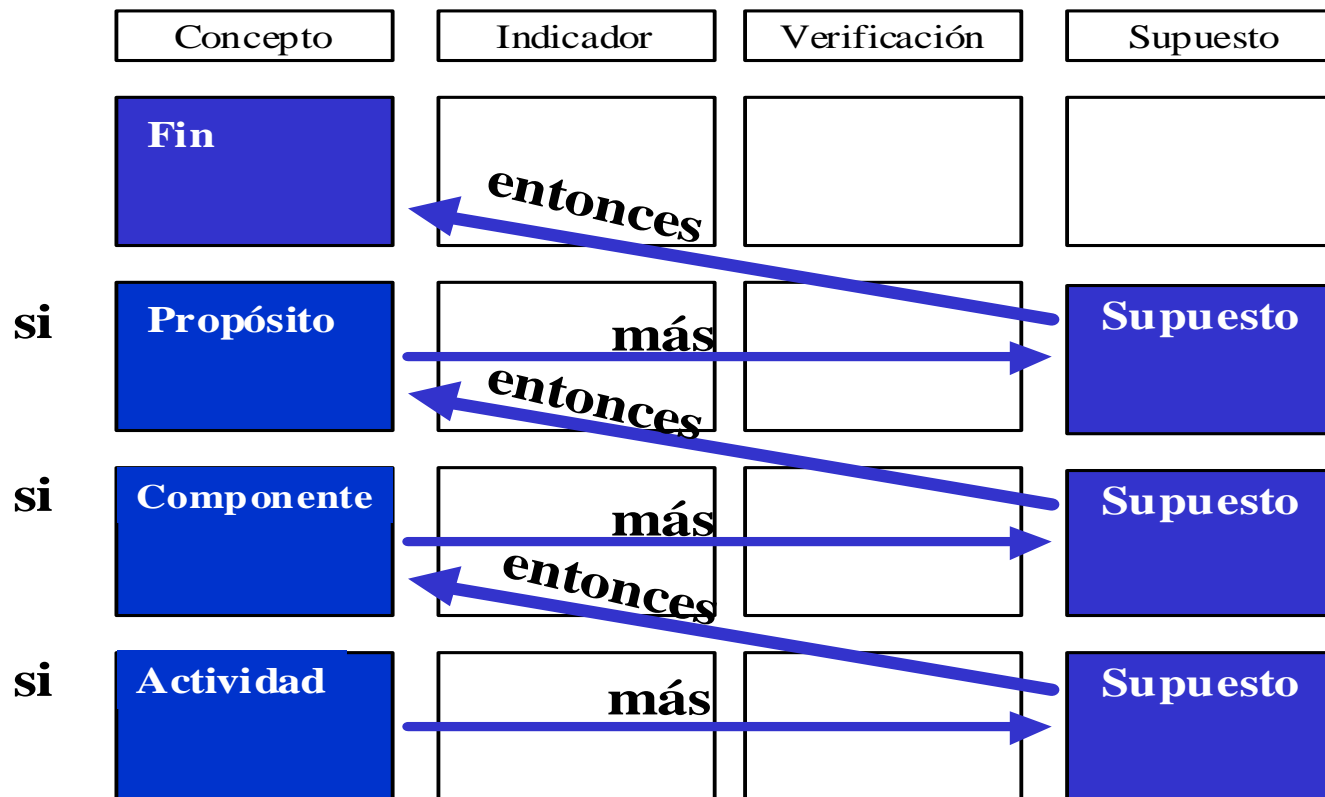 Concepto Indicador Verificación Supuesto
Fin
entonces
si Propósito más Supuesto
entonces
si Componente más Supuesto
entonces
si Actividad más Supuesto